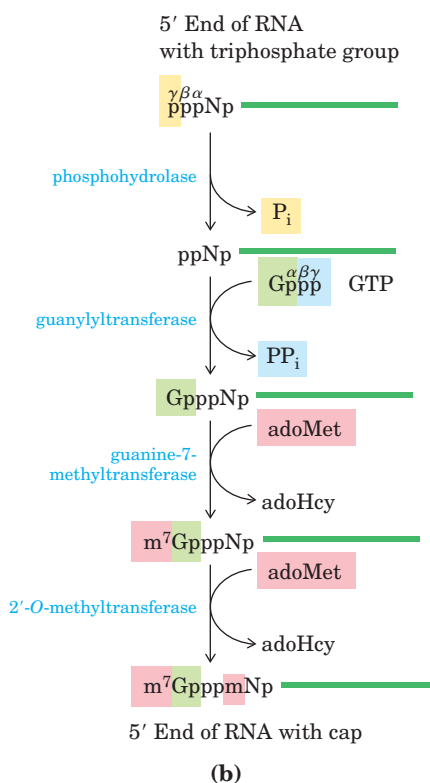 5′ End of RNA
with triphosphate group
γβα
pppNp
phosphohydrolase
Pi
ppNp
αβγ
Gppp GTP
guanylyltransferase
PPi
GpppNp
adoMet
guanine-7-
methyltransferase
adoHcy
m⁷GpppNp
adoMet
2′-O-methyltransferase
adoHcy
m⁷GpppmNp
5′ End of RNA with cap
(b)